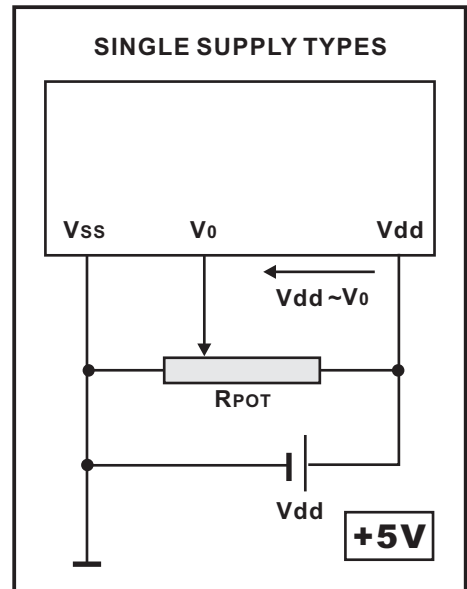 SINGLE SUPPLY TYPES
Vss V0 Vdd
Vdd ~V0
RPOT
Vdd
+5V